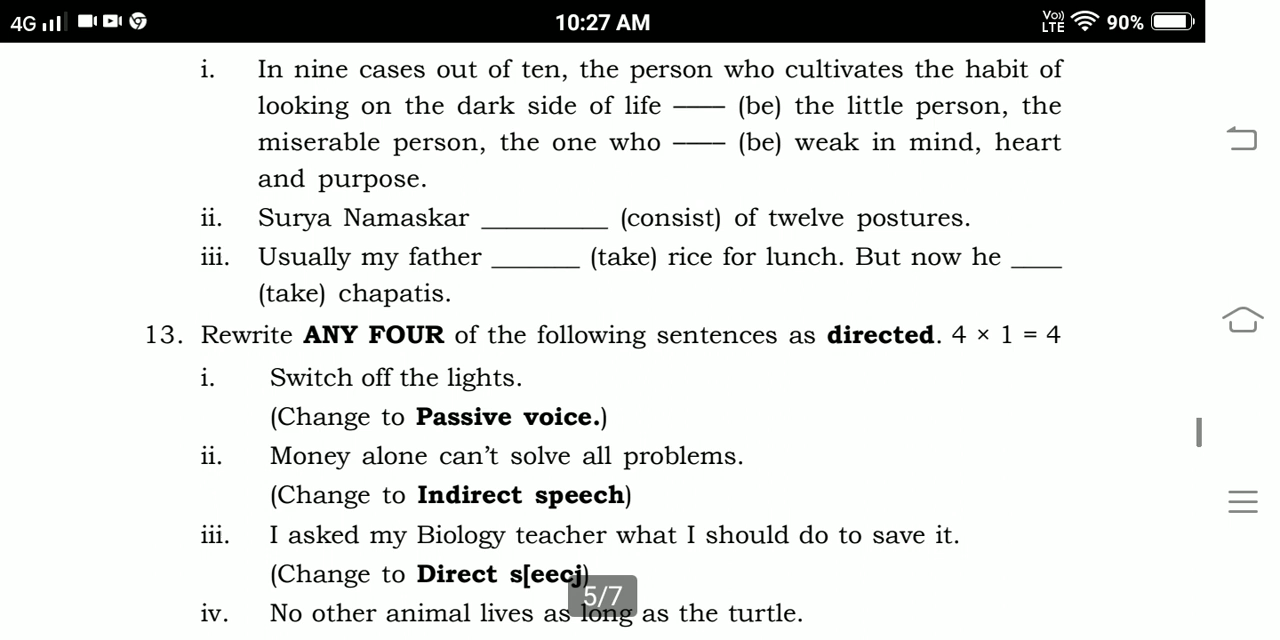 4G 10:27 AM Vo) LTE 90%
i. In nine cases out of ten, the person who cultivates the habit of
looking on the dark side of life —— (be) the little person, the
miserable person, the one who —— (be) weak in mind, heart
and purpose.
ii. Surya Namaskar __________ (consist) of twelve postures.
iii. Usually my father _______ (take) rice for lunch. But now he ____
(take) chapatis.
13. Rewrite ANY FOUR of the following sentences as directed. 4 × 1 = 4
i. Switch off the lights.
(Change to Passive voice.)
ii. Money alone can’t solve all problems.
(Change to Indirect speech)
iii. I asked my Biology teacher what I should do to save it.
(Change to Direct s[eecj)
5/7
iv. No other animal lives as long as the turtle.